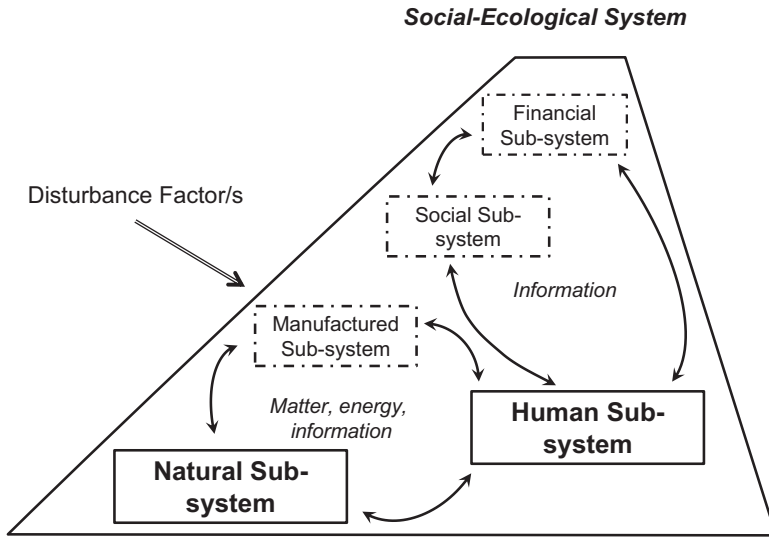 Social-Ecological System
Financial
Sub-system
Disturbance Factor/s
Social Sub-
system
Information
Manufactured
Sub-system
Matter, energy,
information
Human Sub-
system
Natural Sub-
system